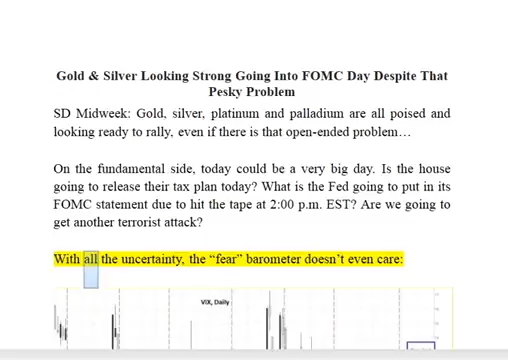 Gold & Silver Looking Strong Going Into FOMC Day Despite That
Pesky Problem
SD Midweek: Gold, silver, platinum and palladium are all poised and
looking ready to rally, even if there is that open-ended problem…
On the fundamental side, today could be a very big day. Is the house
going to release their tax plan today? What is the Fed going to put in its
FOMC statement due to hit the tape at 2:00 p.m. EST? Are we going to
get another terrorist attack?
With all the uncertainty, the “fear” barometer doesn’t even care:
VIX, Daily